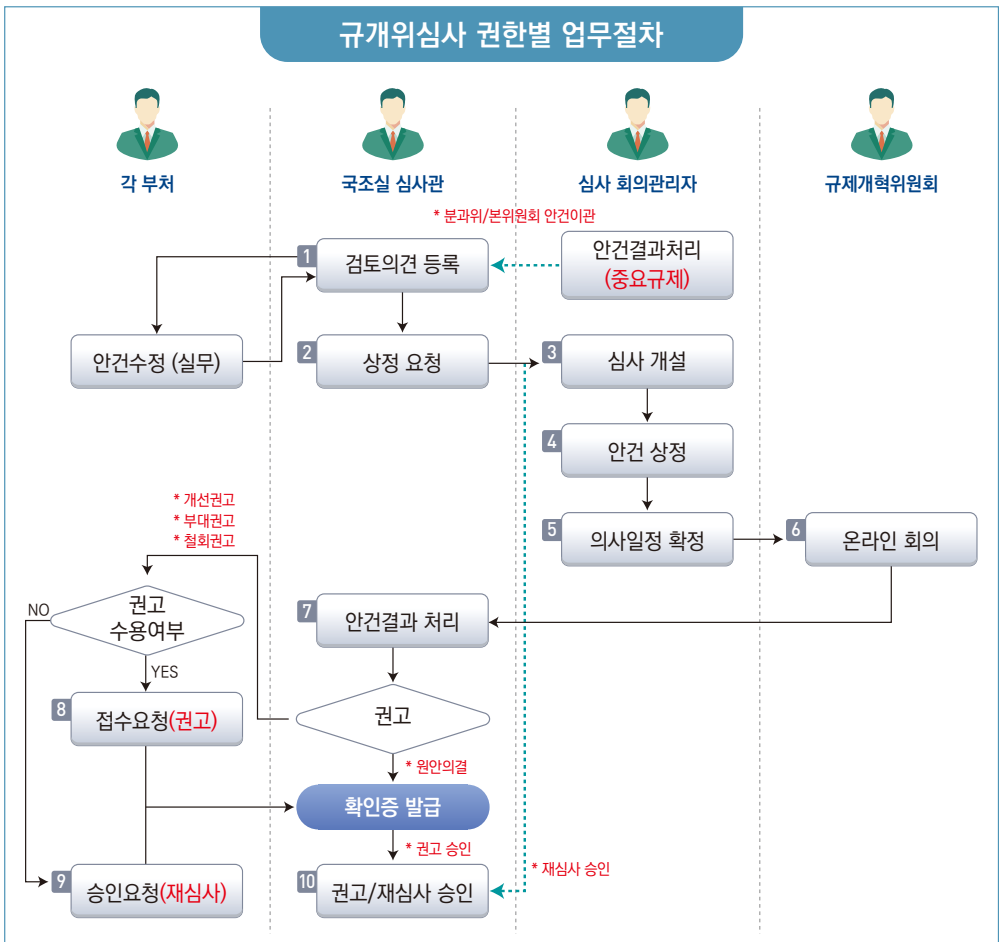 규개위심사 권한별 업무절차
각 부처
국조실 심사관
심사 회의관리자
규제개혁위원회
* 분과위/본위원회 안건이관
1
검토의견 등록
안건결과처리
(중요규제)
안건수정 (실무)
2
상정 요청
3
심사 개설
4
안건 상정
* 개선권고
* 부대권고
* 철회권고
5
의사일정 확정
6
온라인 회의
NO
권고
수용여부
YES
7
안건결과 처리
8
접수요청(권고)
권고
* 원안의결
확인증 발급
* 권고 승인
* 재심사 승인
9
승인요청(재심사)
10
권고/재심사 승인